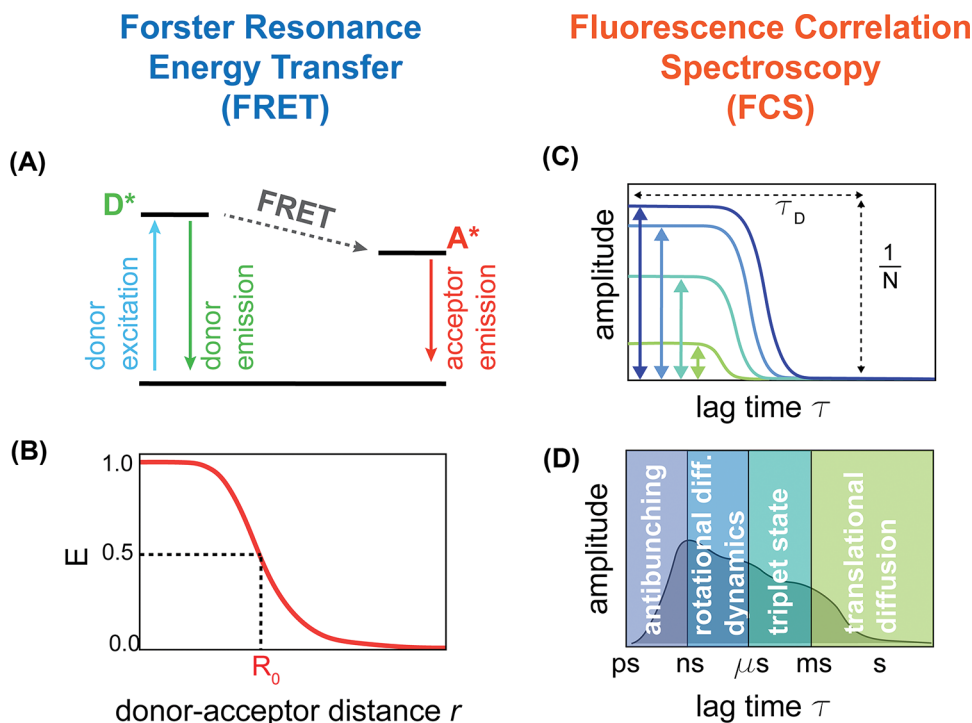 Forster Resonance
Energy Transfer
(FRET)
Fluorescence Correlation
Spectroscopy
(FCS)
(A)
D*
FRET
A*
donor
excitation
donor
emission
acceptor
emission
(B)
1.0
0.5
0.0
E
R₀
donor-acceptor distance r
(C)
amplitude
τ_D
1
N
lag time τ
(D)
amplitude
antibunching
rotational diff.
dynamics
triplet state
translational
diffusion
ps ns μs ms s
lag time τ